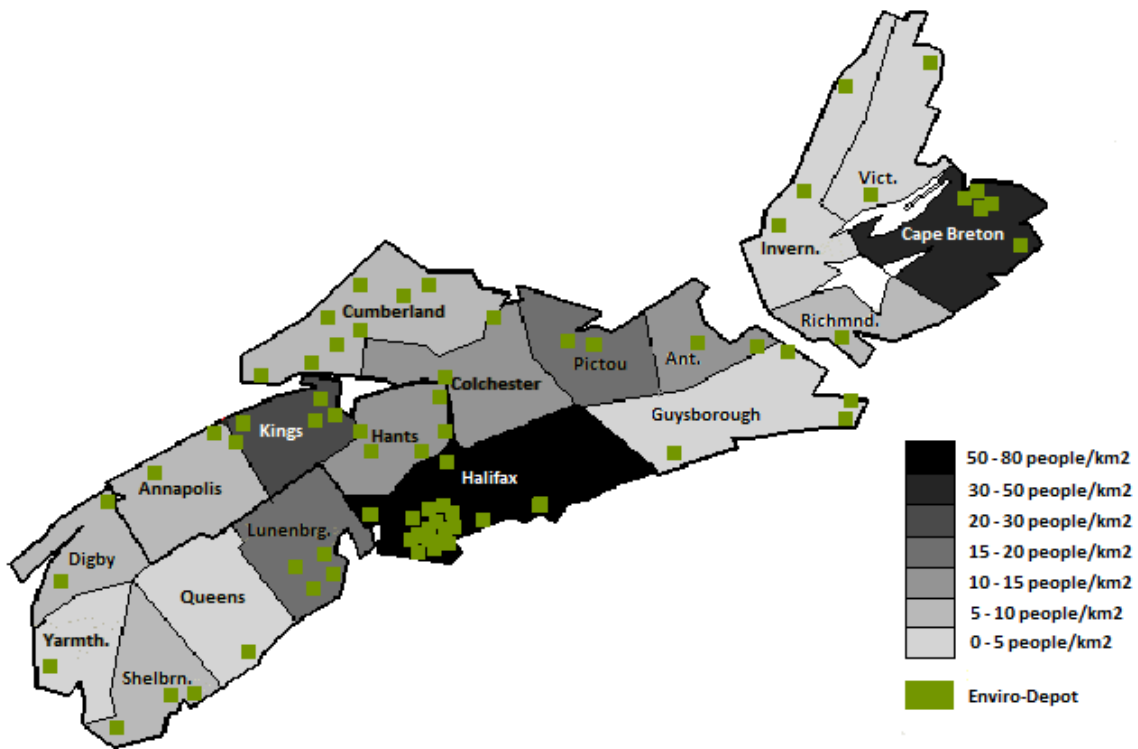 Vict.
Cape Breton
Invern.
Richmnd.
Cumberland
Pictou
Ant.
Colchester
Guysborough
Kings
Hants
Halifax
Annapolis
Lunenbrg.
Digby
Queens
Yarmth.
Shelbrn.
50 - 80 people/km2
30 - 50 people/km2
20 - 30 people/km2
15 - 20 people/km2
10 - 15 people/km2
5 - 10 people/km2
0 - 5 people/km2
Enviro-Depot